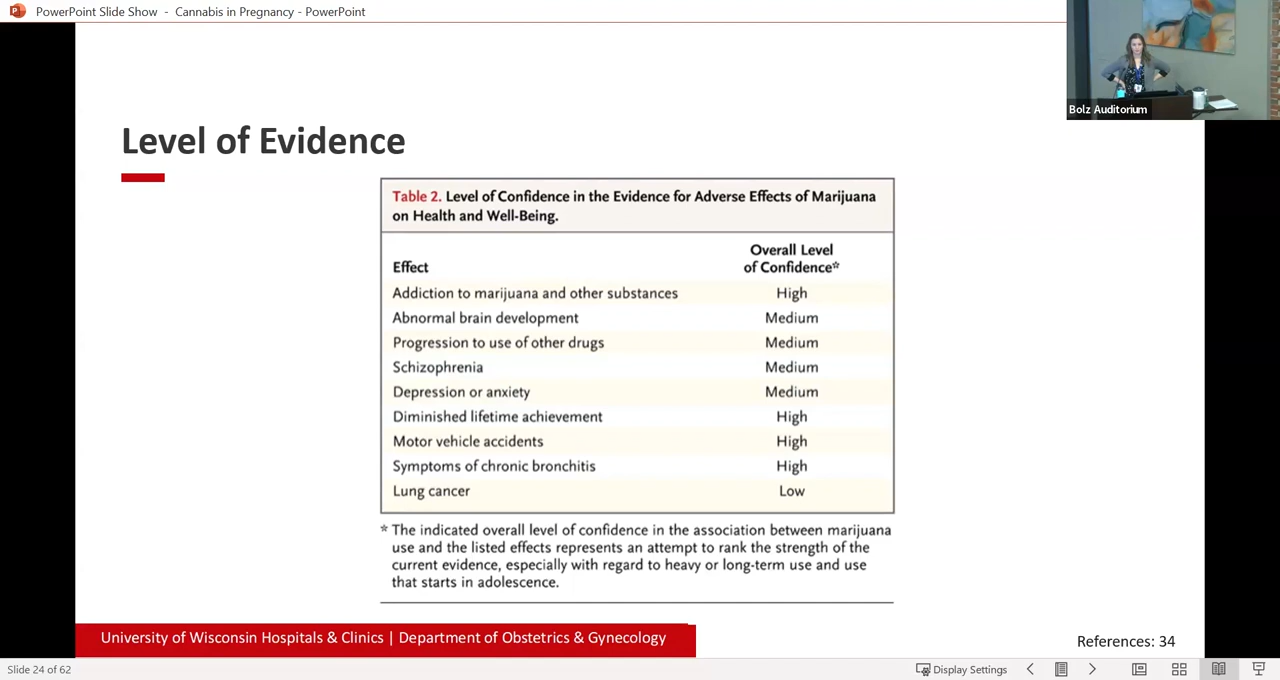 PowerPoint Slide Show - Cannabis in Pregnancy - PowerPoint
Bolz Auditorium
Level of Evidence
Table 2. Level of Confidence in the Evidence for Adverse Effects of Marijuana
on Health and Well-Being.
Overall Level
Effect of Confidence*
Addiction to marijuana and other substances High
Abnormal brain development Medium
Progression to use of other drugs Medium
Schizophrenia Medium
Depression or anxiety Medium
Diminished lifetime achievement High
Motor vehicle accidents High
Symptoms of chronic bronchitis High
Lung cancer Low
* The indicated overall level of confidence in the association between marijuana
use and the listed effects represents an attempt to rank the strength of the
current evidence, especially with regard to heavy or long-term use and use
that starts in adolescence.
University of Wisconsin Hospitals & Clinics | Department of Obstetrics & Gynecology
References: 34
Slide 24 of 62 Display Settings